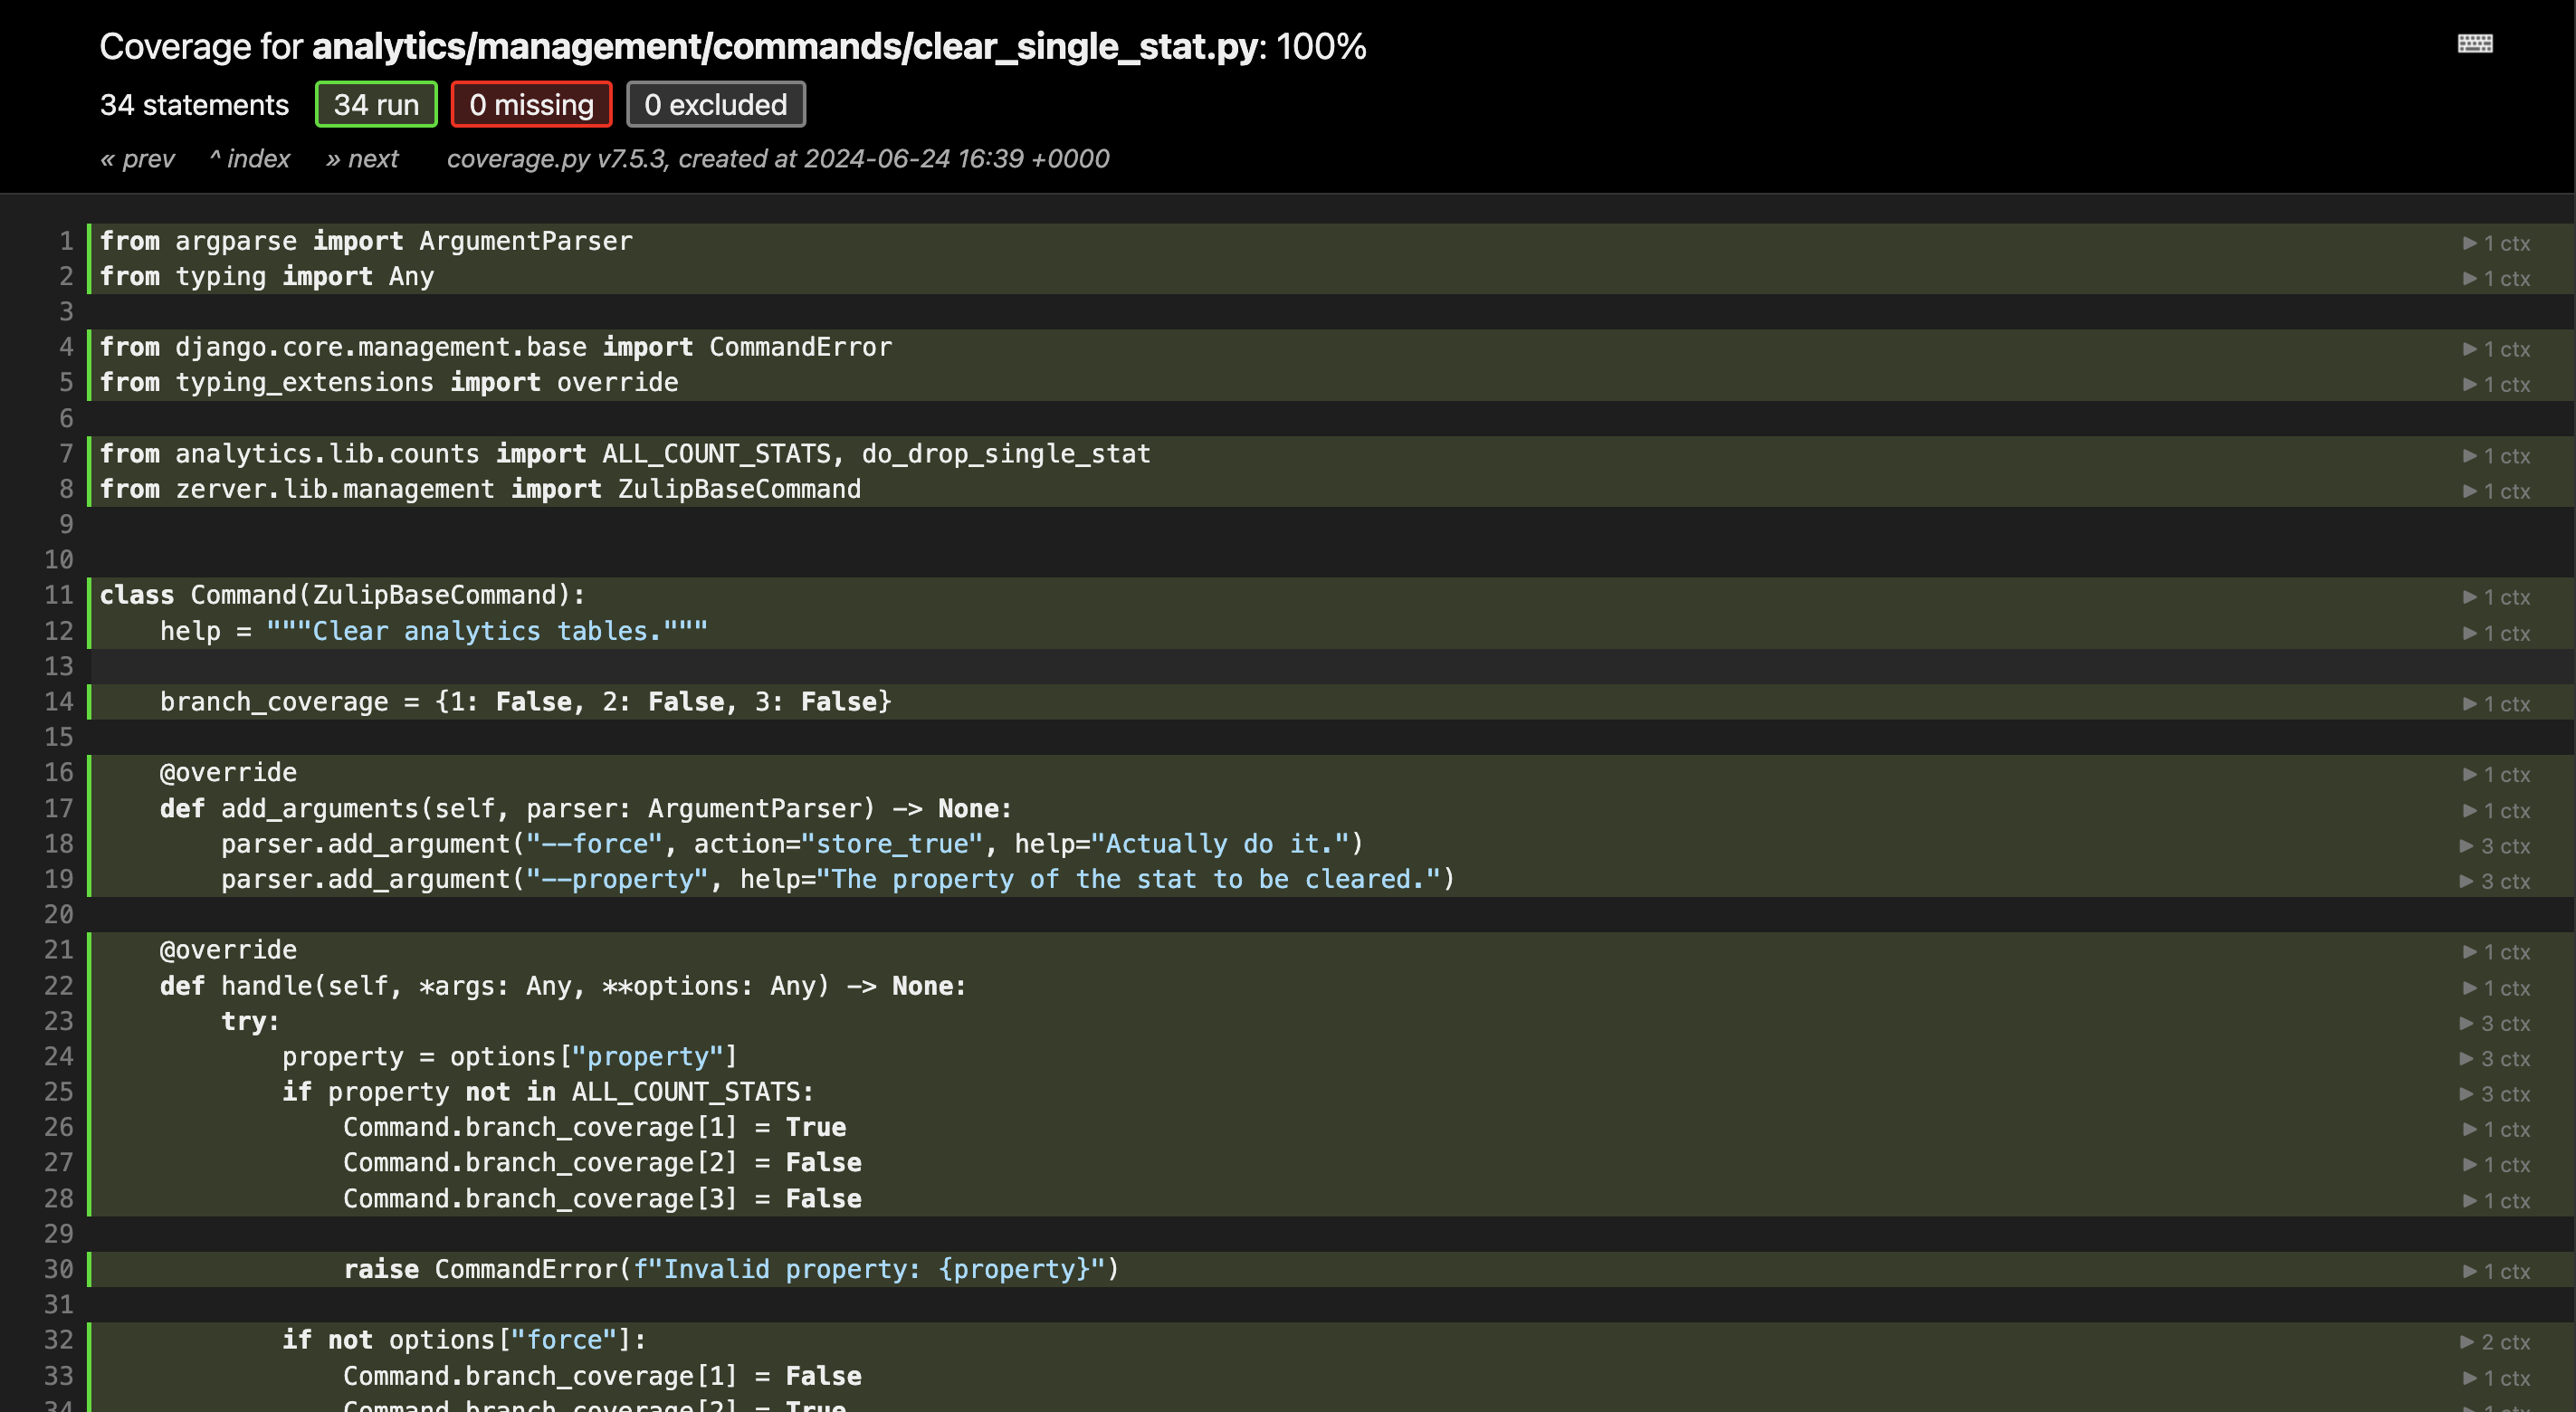 Coverage for analytics/management/commands/clear_single_stat.py: 100%
34 statements 34 run 0 missing 0 excluded
« prev ^ index » next coverage.py v7.5.3, created at 2024-06-24 16:39 +0000
1 from argparse import ArgumentParser ▶ 1 ctx
2 from typing import Any ▶ 1 ctx
3
4 from django.core.management.base import CommandError ▶ 1 ctx
5 from typing_extensions import override ▶ 1 ctx
6
7 from analytics.lib.counts import ALL_COUNT_STATS, do_drop_single_stat ▶ 1 ctx
8 from zerver.lib.management import ZulipBaseCommand ▶ 1 ctx
9
10
11 class Command(ZulipBaseCommand): ▶ 1 ctx
12     help = """Clear analytics tables.""" ▶ 1 ctx
13
14     branch_coverage = {1: False, 2: False, 3: False} ▶ 1 ctx
15
16     @override ▶ 1 ctx
17     def add_arguments(self, parser: ArgumentParser) -> None: ▶ 1 ctx
18         parser.add_argument("--force", action="store_true", help="Actually do it.") ▶ 3 ctx
19         parser.add_argument("--property", help="The property of the stat to be cleared.") ▶ 3 ctx
20
21     @override ▶ 1 ctx
22     def handle(self, *args: Any, **options: Any) -> None: ▶ 1 ctx
23         try: ▶ 3 ctx
24             property = options["property"] ▶ 3 ctx
25             if property not in ALL_COUNT_STATS: ▶ 3 ctx
26                 Command.branch_coverage[1] = True ▶ 1 ctx
27                 Command.branch_coverage[2] = False ▶ 1 ctx
28                 Command.branch_coverage[3] = False ▶ 1 ctx
29
30                 raise CommandError(f"Invalid property: {property}") ▶ 1 ctx
31
32             if not options["force"]: ▶ 2 ctx
33                 Command.branch_coverage[1] = False ▶ 1 ctx
34                 Command.branch_coverage[2] = True ▶ 1 ctx